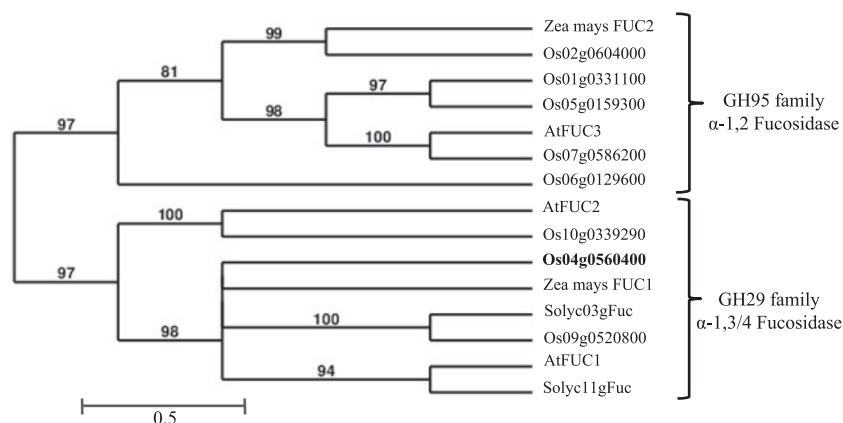 Zea mays FUC2
99
Os02g0604000
81
Os01g0331100
97
Os05g0159300
98
GH95 family
α-1,2 Fucosidase
97
AtFUC3
100
Os07g0586200
Os06g0129600
AtFUC2
100
Os10g0339290
97
Os04g0560400
Zea mays FUC1
GH29 family
α-1,3/4 Fucosidase
98
Solyc03gFuc
100
Os09g0520800
AtFUC1
94
Solyc11gFuc
0.5